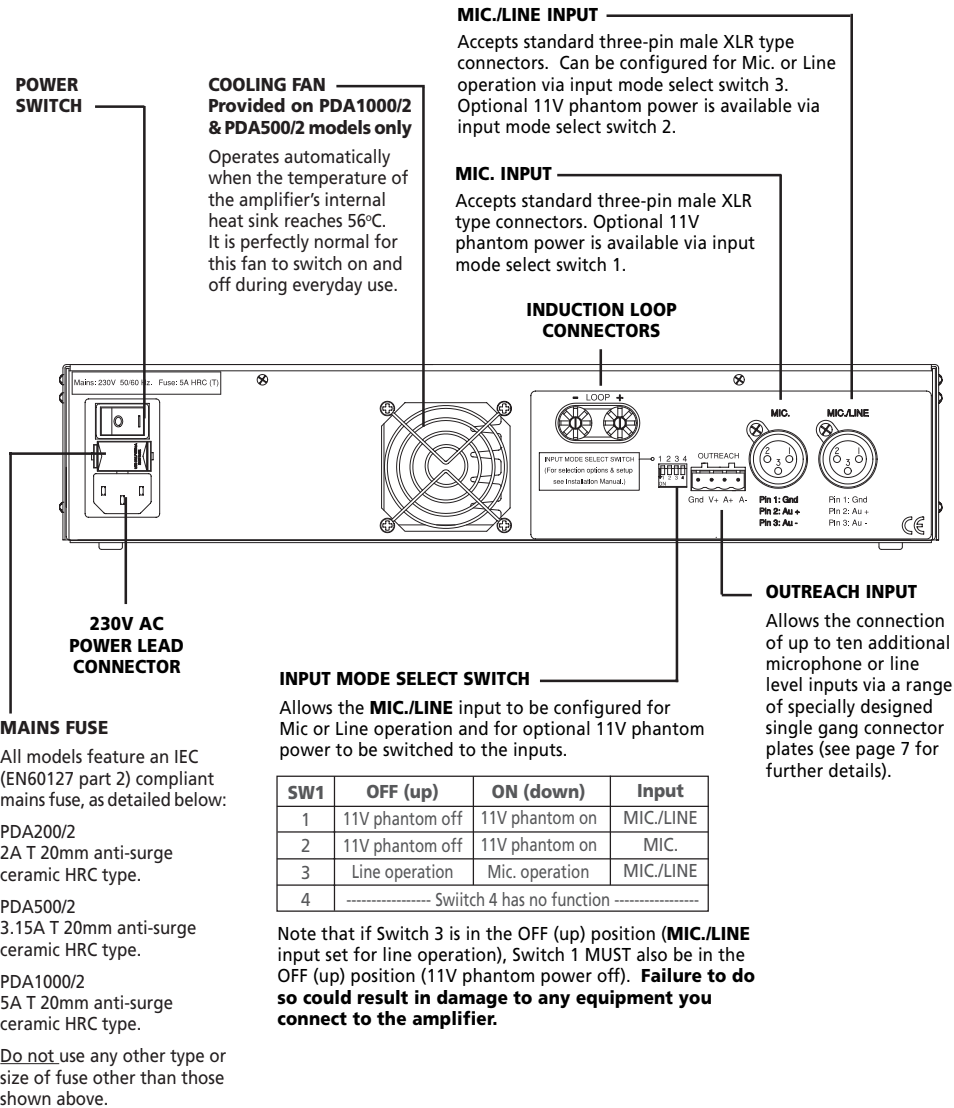 MIC./LINE INPUT
Accepts standard three-pin male XLR type
connectors. Can be configured for Mic. or Line
operation via input mode select switch 3.
Optional 11V phantom power is available via
input mode select switch 2.
POWER
SWITCH
COOLING FAN
Provided on PDA1000/2
& PDA500/2 models only
Operates automatically
when the temperature of
the amplifier's internal
heat sink reaches 56ºC.
It is perfectly normal for
this fan to switch on and
off during everyday use.
MIC. INPUT
Accepts standard three-pin male XLR
type connectors. Optional 11V
phantom power is available via input
mode select switch 1.
INDUCTION LOOP
CONNECTORS
Mains: 230V 50/60 Hz. Fuse: 5A HRC (T)
- LOOP +
INPUT MODE SELECT SWITCH
(For selection options & setup
see Installation Manual.)
1 2 3 4
1 2 3 4
ON
OUTREACH
Gnd V+ A+ A-
MIC.
2 1
3
Pin 1: Gnd
Pin 2: Au +
Pin 3: Au -
MIC./LINE
2 1
3
Pin 1: Gnd
Pin 2: Au +
Pin 3: Au -
CE
230V AC
POWER LEAD
CONNECTOR
OUTREACH INPUT
Allows the connection
of up to ten additional
microphone or line
level inputs via a range
of specially designed
single gang connector
plates (see page 7 for
further details).
MAINS FUSE
All models feature an IEC
(EN60127 part 2) compliant
mains fuse, as detailed below:
PDA200/2
2A T 20mm anti-surge
ceramic HRC type.
PDA500/2
3.15A T 20mm anti-surge
ceramic HRC type.
PDA1000/2
5A T 20mm anti-surge
ceramic HRC type.
Do not use any other type or
size of fuse other than those
shown above.
INPUT MODE SELECT SWITCH
Allows the MIC./LINE input to be configured for
Mic or Line operation and for optional 11V phantom
power to be switched to the inputs.
SW1 OFF (up) ON (down) Input
1 11V phantom off 11V phantom on MIC./LINE
2 11V phantom off 11V phantom on MIC.
3 Line operation Mic. operation MIC./LINE
4 ----------------- Swiitch 4 has no function -----------------
Note that if Switch 3 is in the OFF (up) position (MIC./LINE
input set for line operation), Switch 1 MUST also be in the
OFF (up) position (11V phantom power off). Failure to do
so could result in damage to any equipment you
connect to the amplifier.